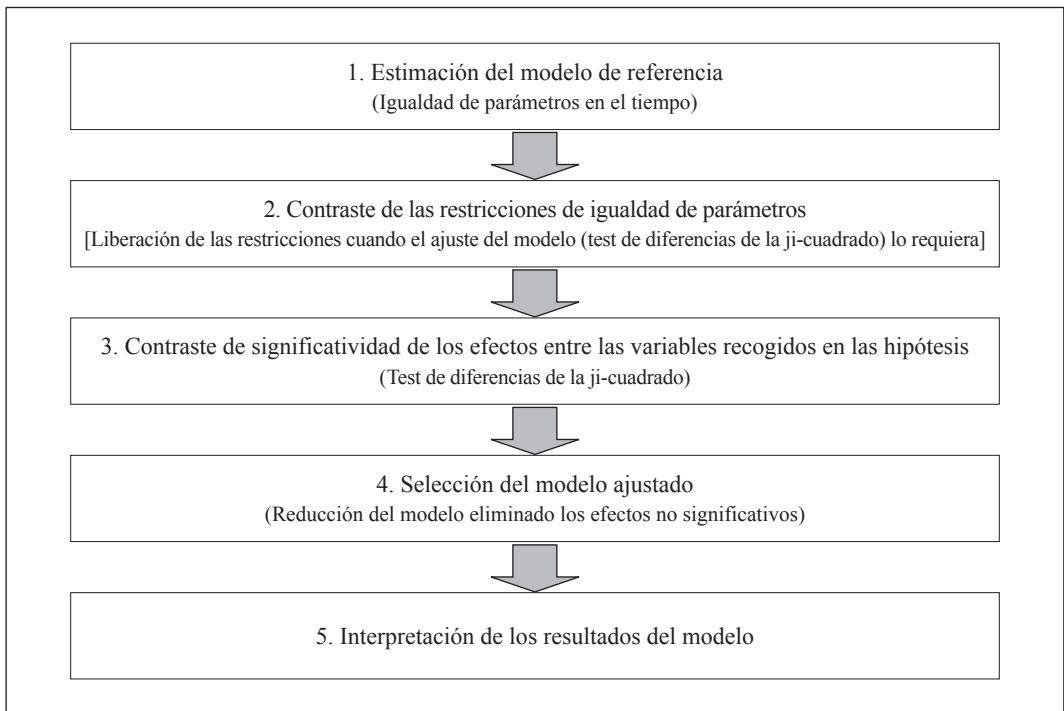 1. Estimación del modelo de referencia
(Igualdad de parámetros en el tiempo)
2. Contraste de las restricciones de igualdad de parámetros
[Liberación de las restricciones cuando el ajuste del modelo (test de diferencias de la ji-cuadrado) lo requiera]
3. Contraste de significatividad de los efectos entre las variables recogidos en las hipótesis
(Test de diferencias de la ji-cuadrado)
4. Selección del modelo ajustado
(Reducción del modelo eliminado los efectos no significativos)
5. Interpretación de los resultados del modelo